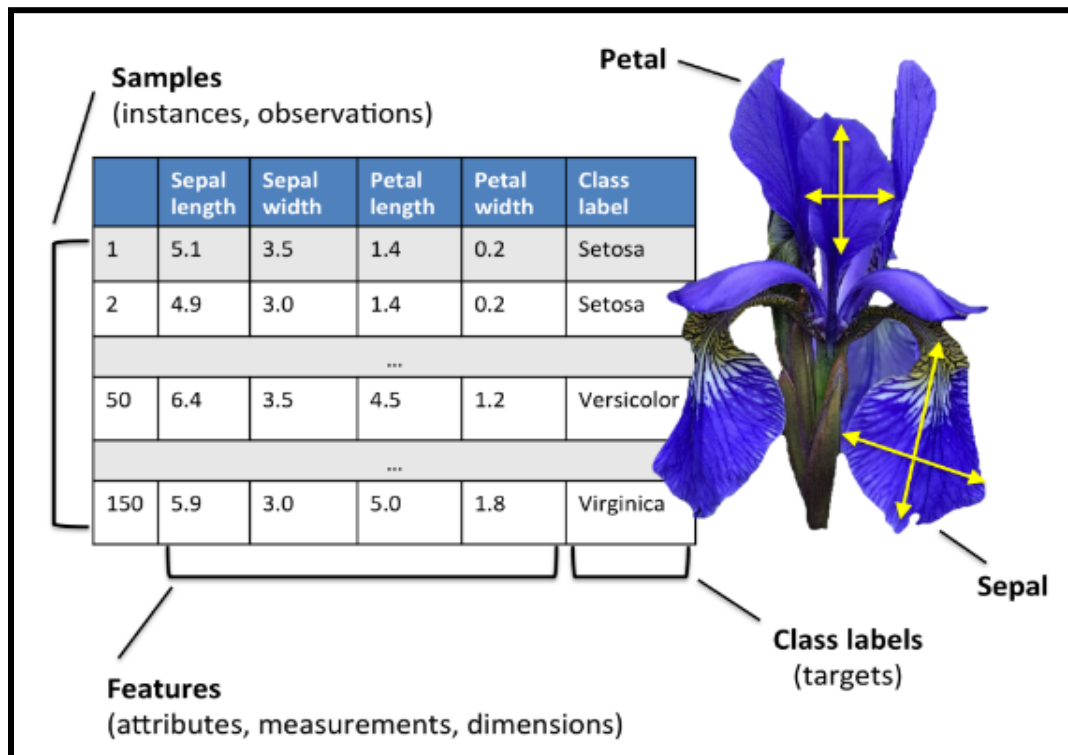 Samples
(instances, observations)
Petal
Sepal length Sepal width Petal length Petal width Class label
1 5.1 3.5 1.4 0.2 Setosa
2 4.9 3.0 1.4 0.2 Setosa
...
50 6.4 3.5 4.5 1.2 Versicolor
...
150 5.9 3.0 5.0 1.8 Virginica
Sepal
Class labels
(targets)
Features
(attributes, measurements, dimensions)